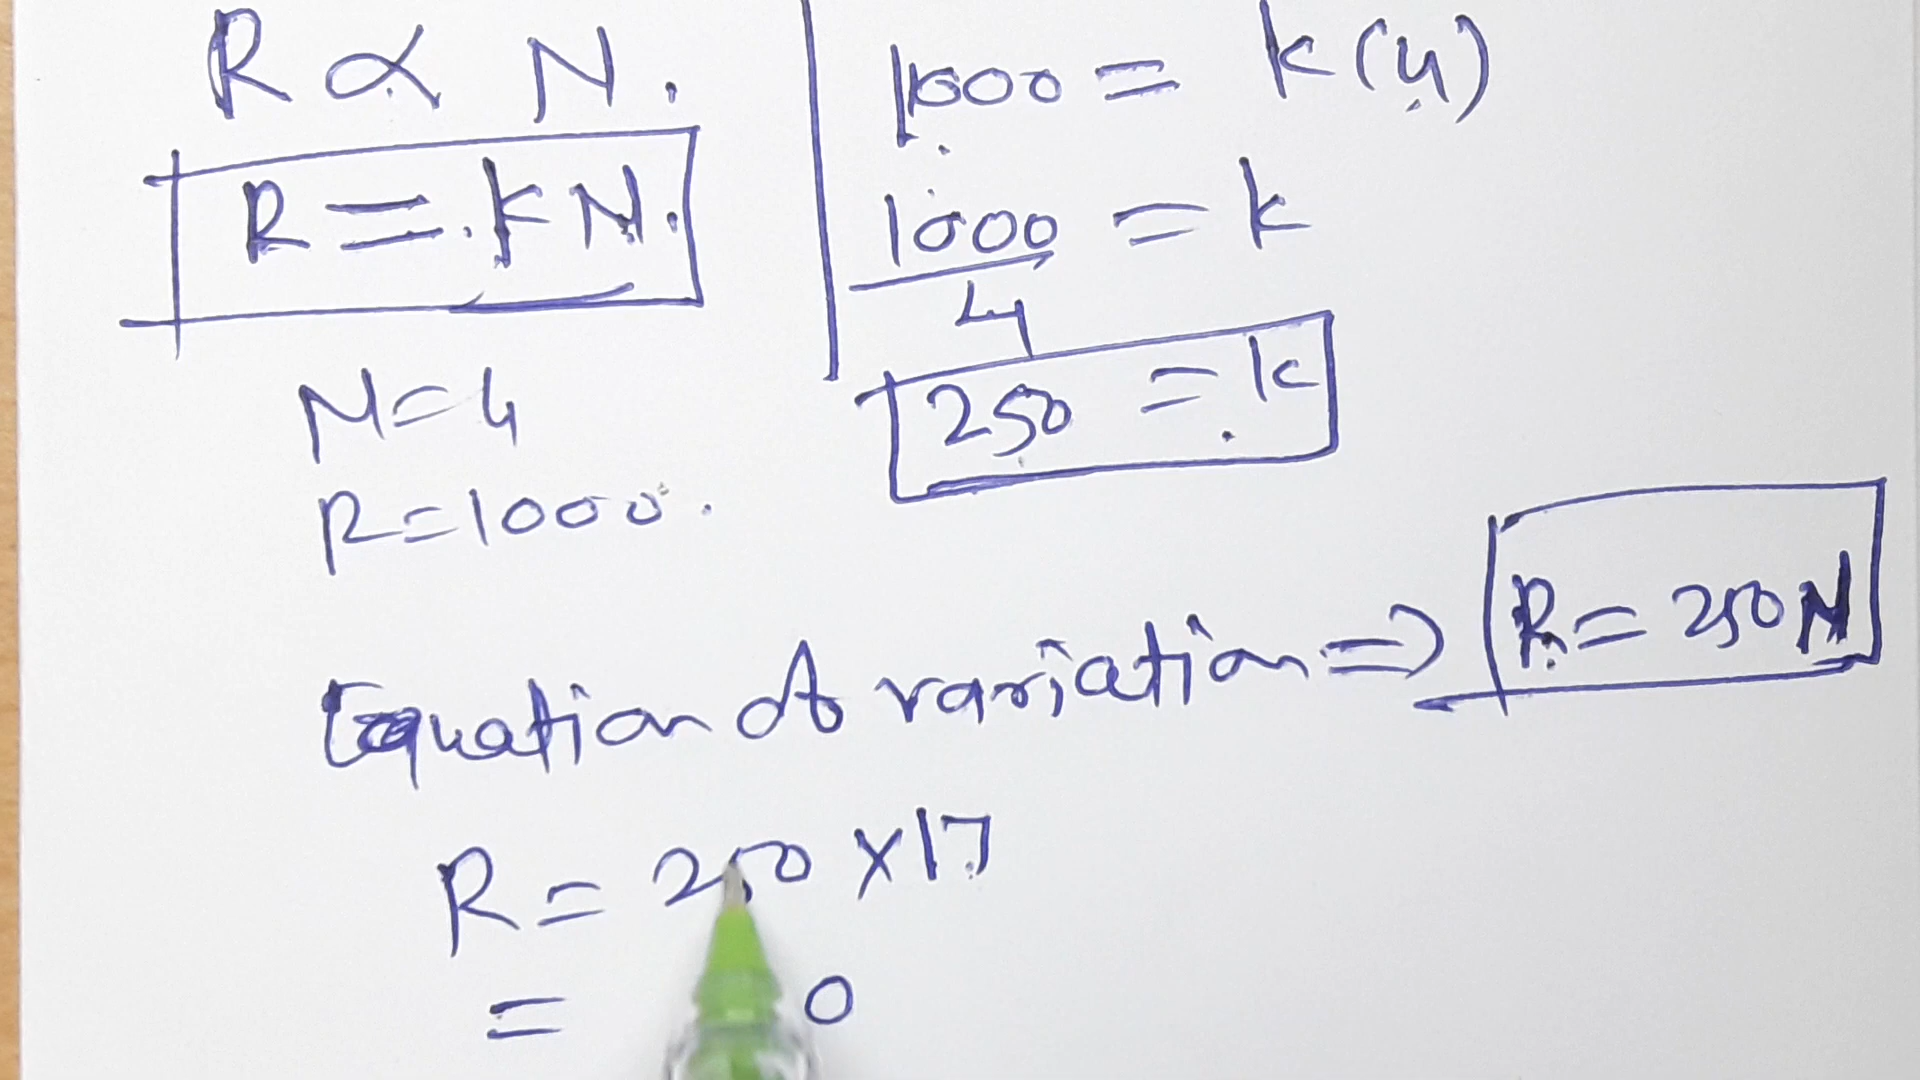 R ∝ N.
R = kN.
N=4
R=1000.
1000 = k(4)
1000 = k
4
250 = k
Equation of variation ⇒ R = 250N
R = 250 × 17
= 0